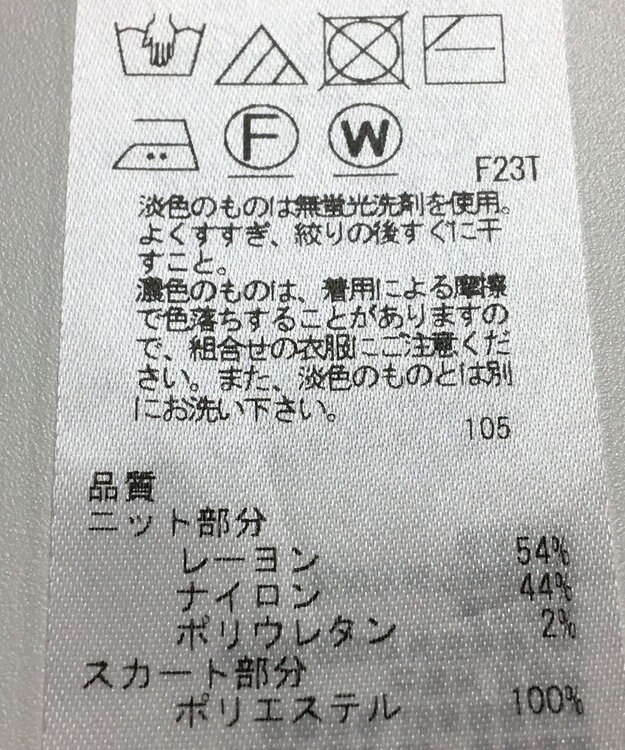 F W
F23T
淡色のものは無蛍光洗剤を使用。
よくすすぎ、絞りの後すぐに干
すこと。
濃色のものは、着用による摩擦
で色落ちすることがありますの
で、組合せの衣服にご注意くだ
さい。また、淡色のものとは別
にお洗い下さい。
105
品質
ニット部分
レーヨン 54%
ナイロン 44%
ポリウレタン 2%
スカート部分
ポリエステル 100%